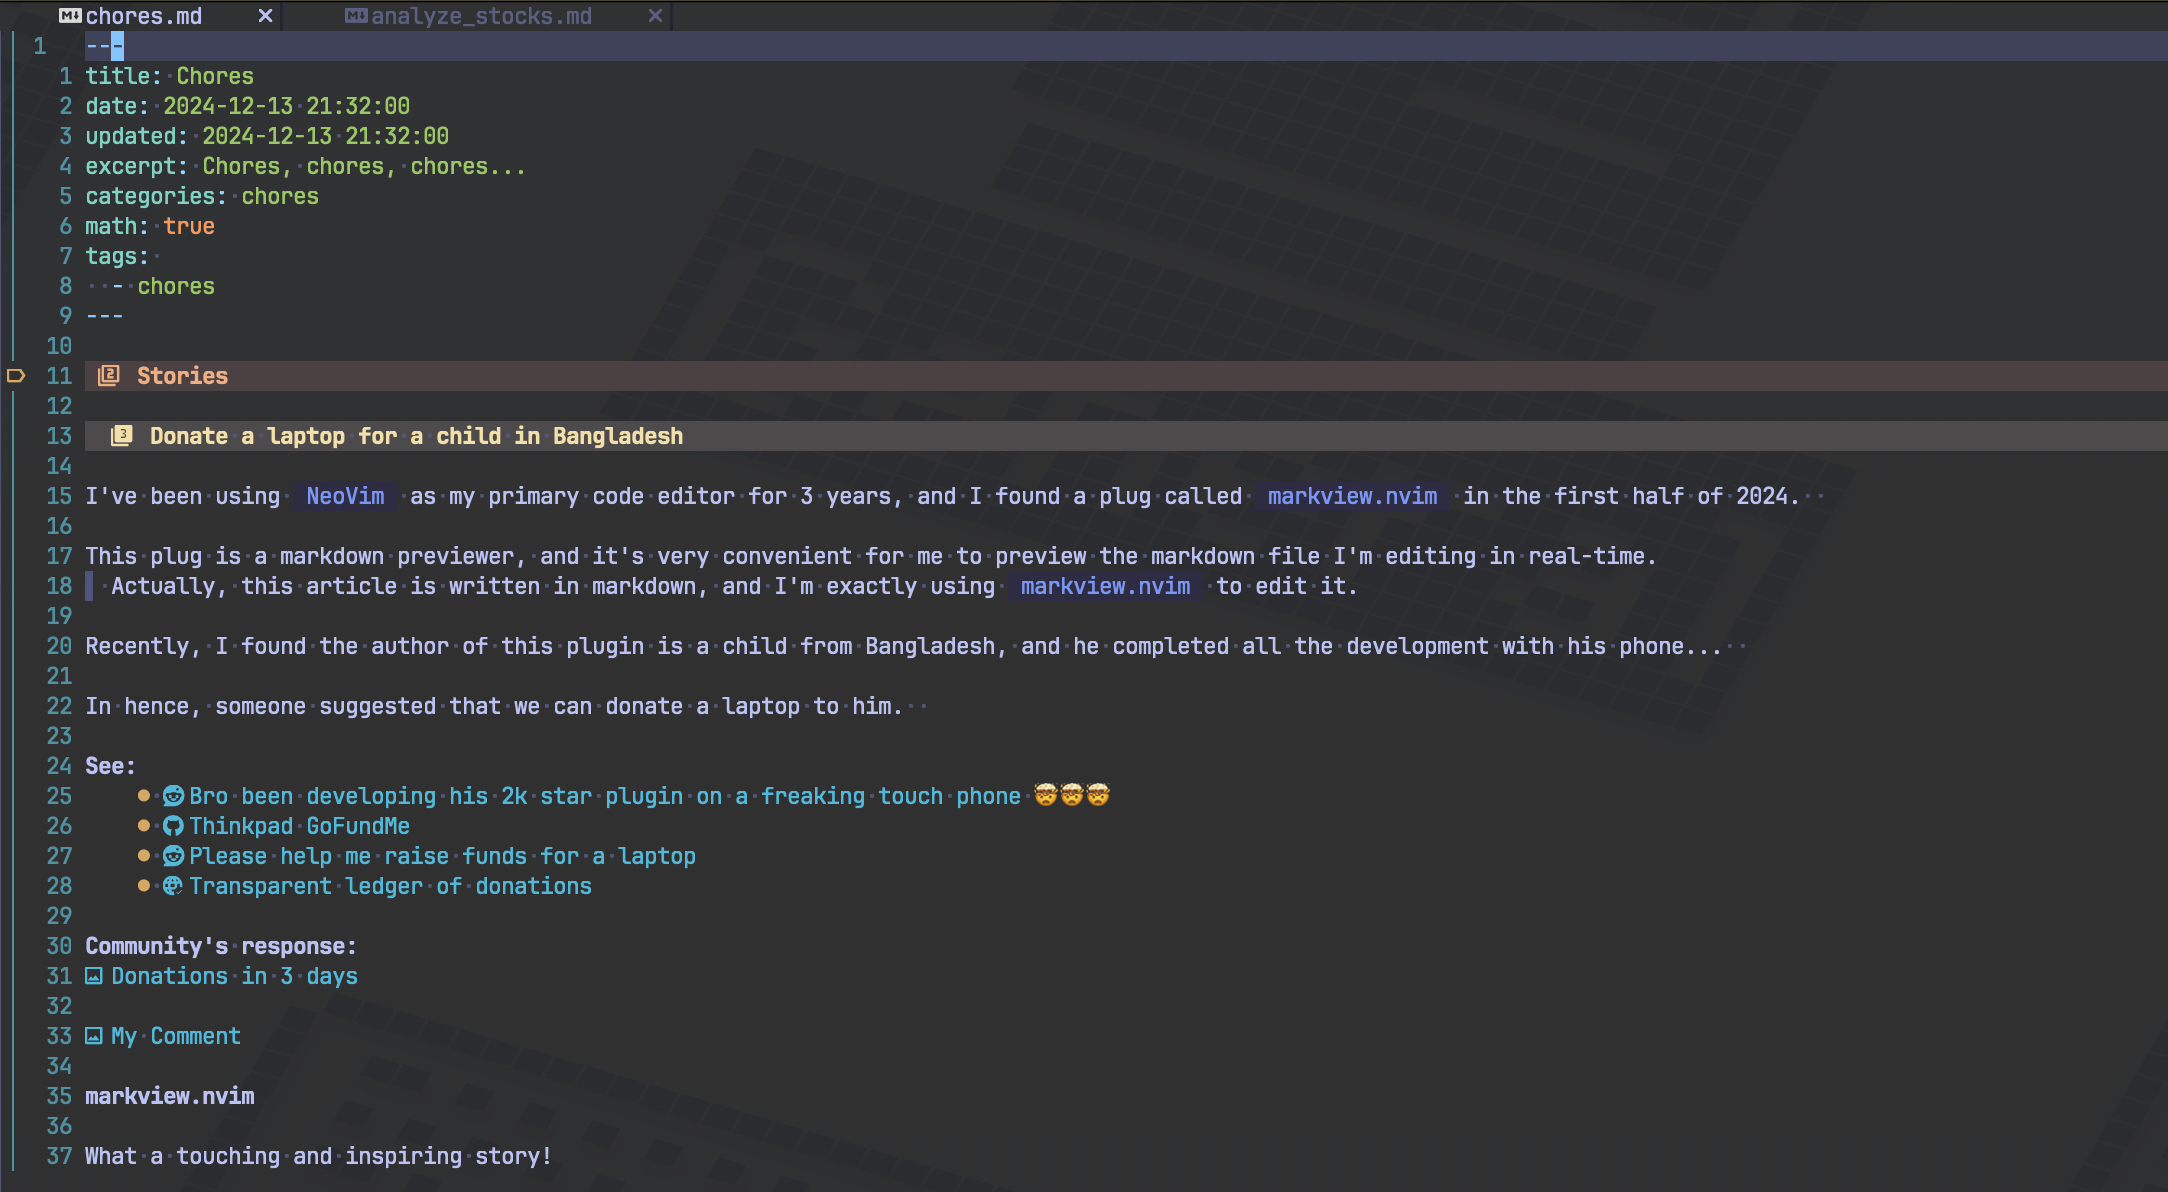 chores.md analyze_stocks.md
1 ---
1 title: Chores
2 date: 2024-12-13 21:32:00
3 updated: 2024-12-13 21:32:00
4 excerpt: Chores, chores, chores...
5 categories: chores
6 math: true
7 tags:
8 - chores
9 ---
10
11 2 Stories
12
13 3 Donate a laptop for a child in Bangladesh
14
15 I've been using NeoVim as my primary code editor for 3 years, and I found a plug called markview.nvim in the first half of 2024.
16
17 This plug is a markdown previewer, and it's very convenient for me to preview the markdown file I'm editing in real-time.
18 Actually, this article is written in markdown, and I'm exactly using markview.nvim to edit it.
19
20 Recently, I found the author of this plugin is a child from Bangladesh, and he completed all the development with his phone...
21
22 In hence, someone suggested that we can donate a laptop to him.
23
24 See:
25 ● Bro been developing his 2k star plugin on a freaking touch phone 🤯🤯🤯
26 ● Thinkpad GoFundMe
27 ● Please help me raise funds for a laptop
28 ● Transparent ledger of donations
29
30 Community's response:
31 Donations in 3 days
32
33 My Comment
34
35 markview.nvim
36
37 What a touching and inspiring story!